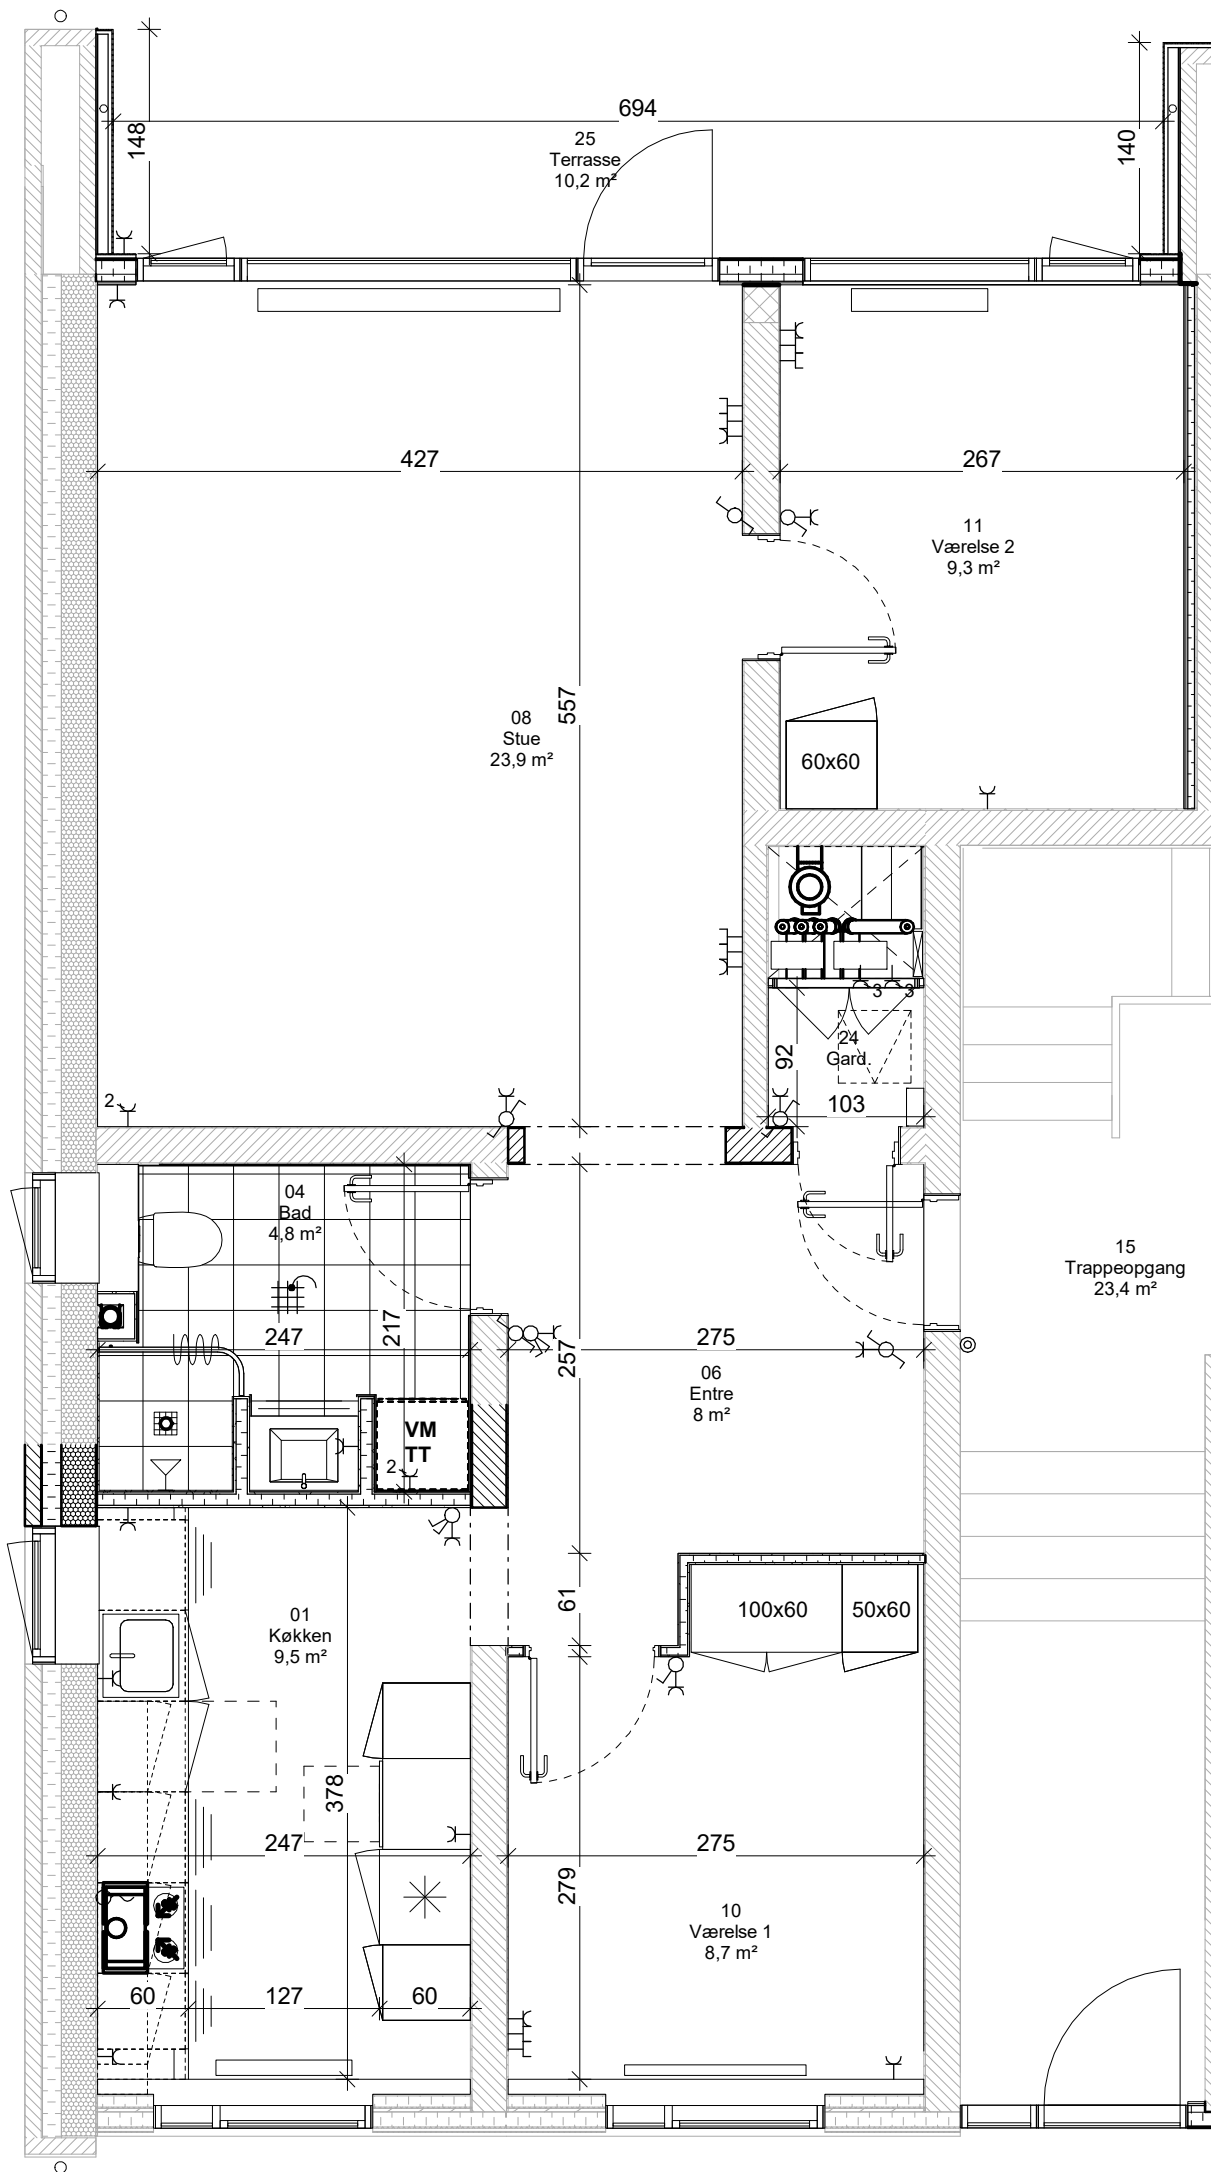 694
148
140
25
Terrasse
10,2 m²
427
267
11
Værelse 2
9,3 m²
557
08
Stue
23,9 m²
60x60
3
3
24
Gard.
92
103
2
04
Bad
4,8 m²
15
Trappeopgang
23,4 m²
247
217
257
275
06
Entre
8 m²
VM
TT
2
61
100x60
50x60
01
Køkken
9,5 m²
378
247
275
279
10
Værelse 1
8,7 m²
60
127
60